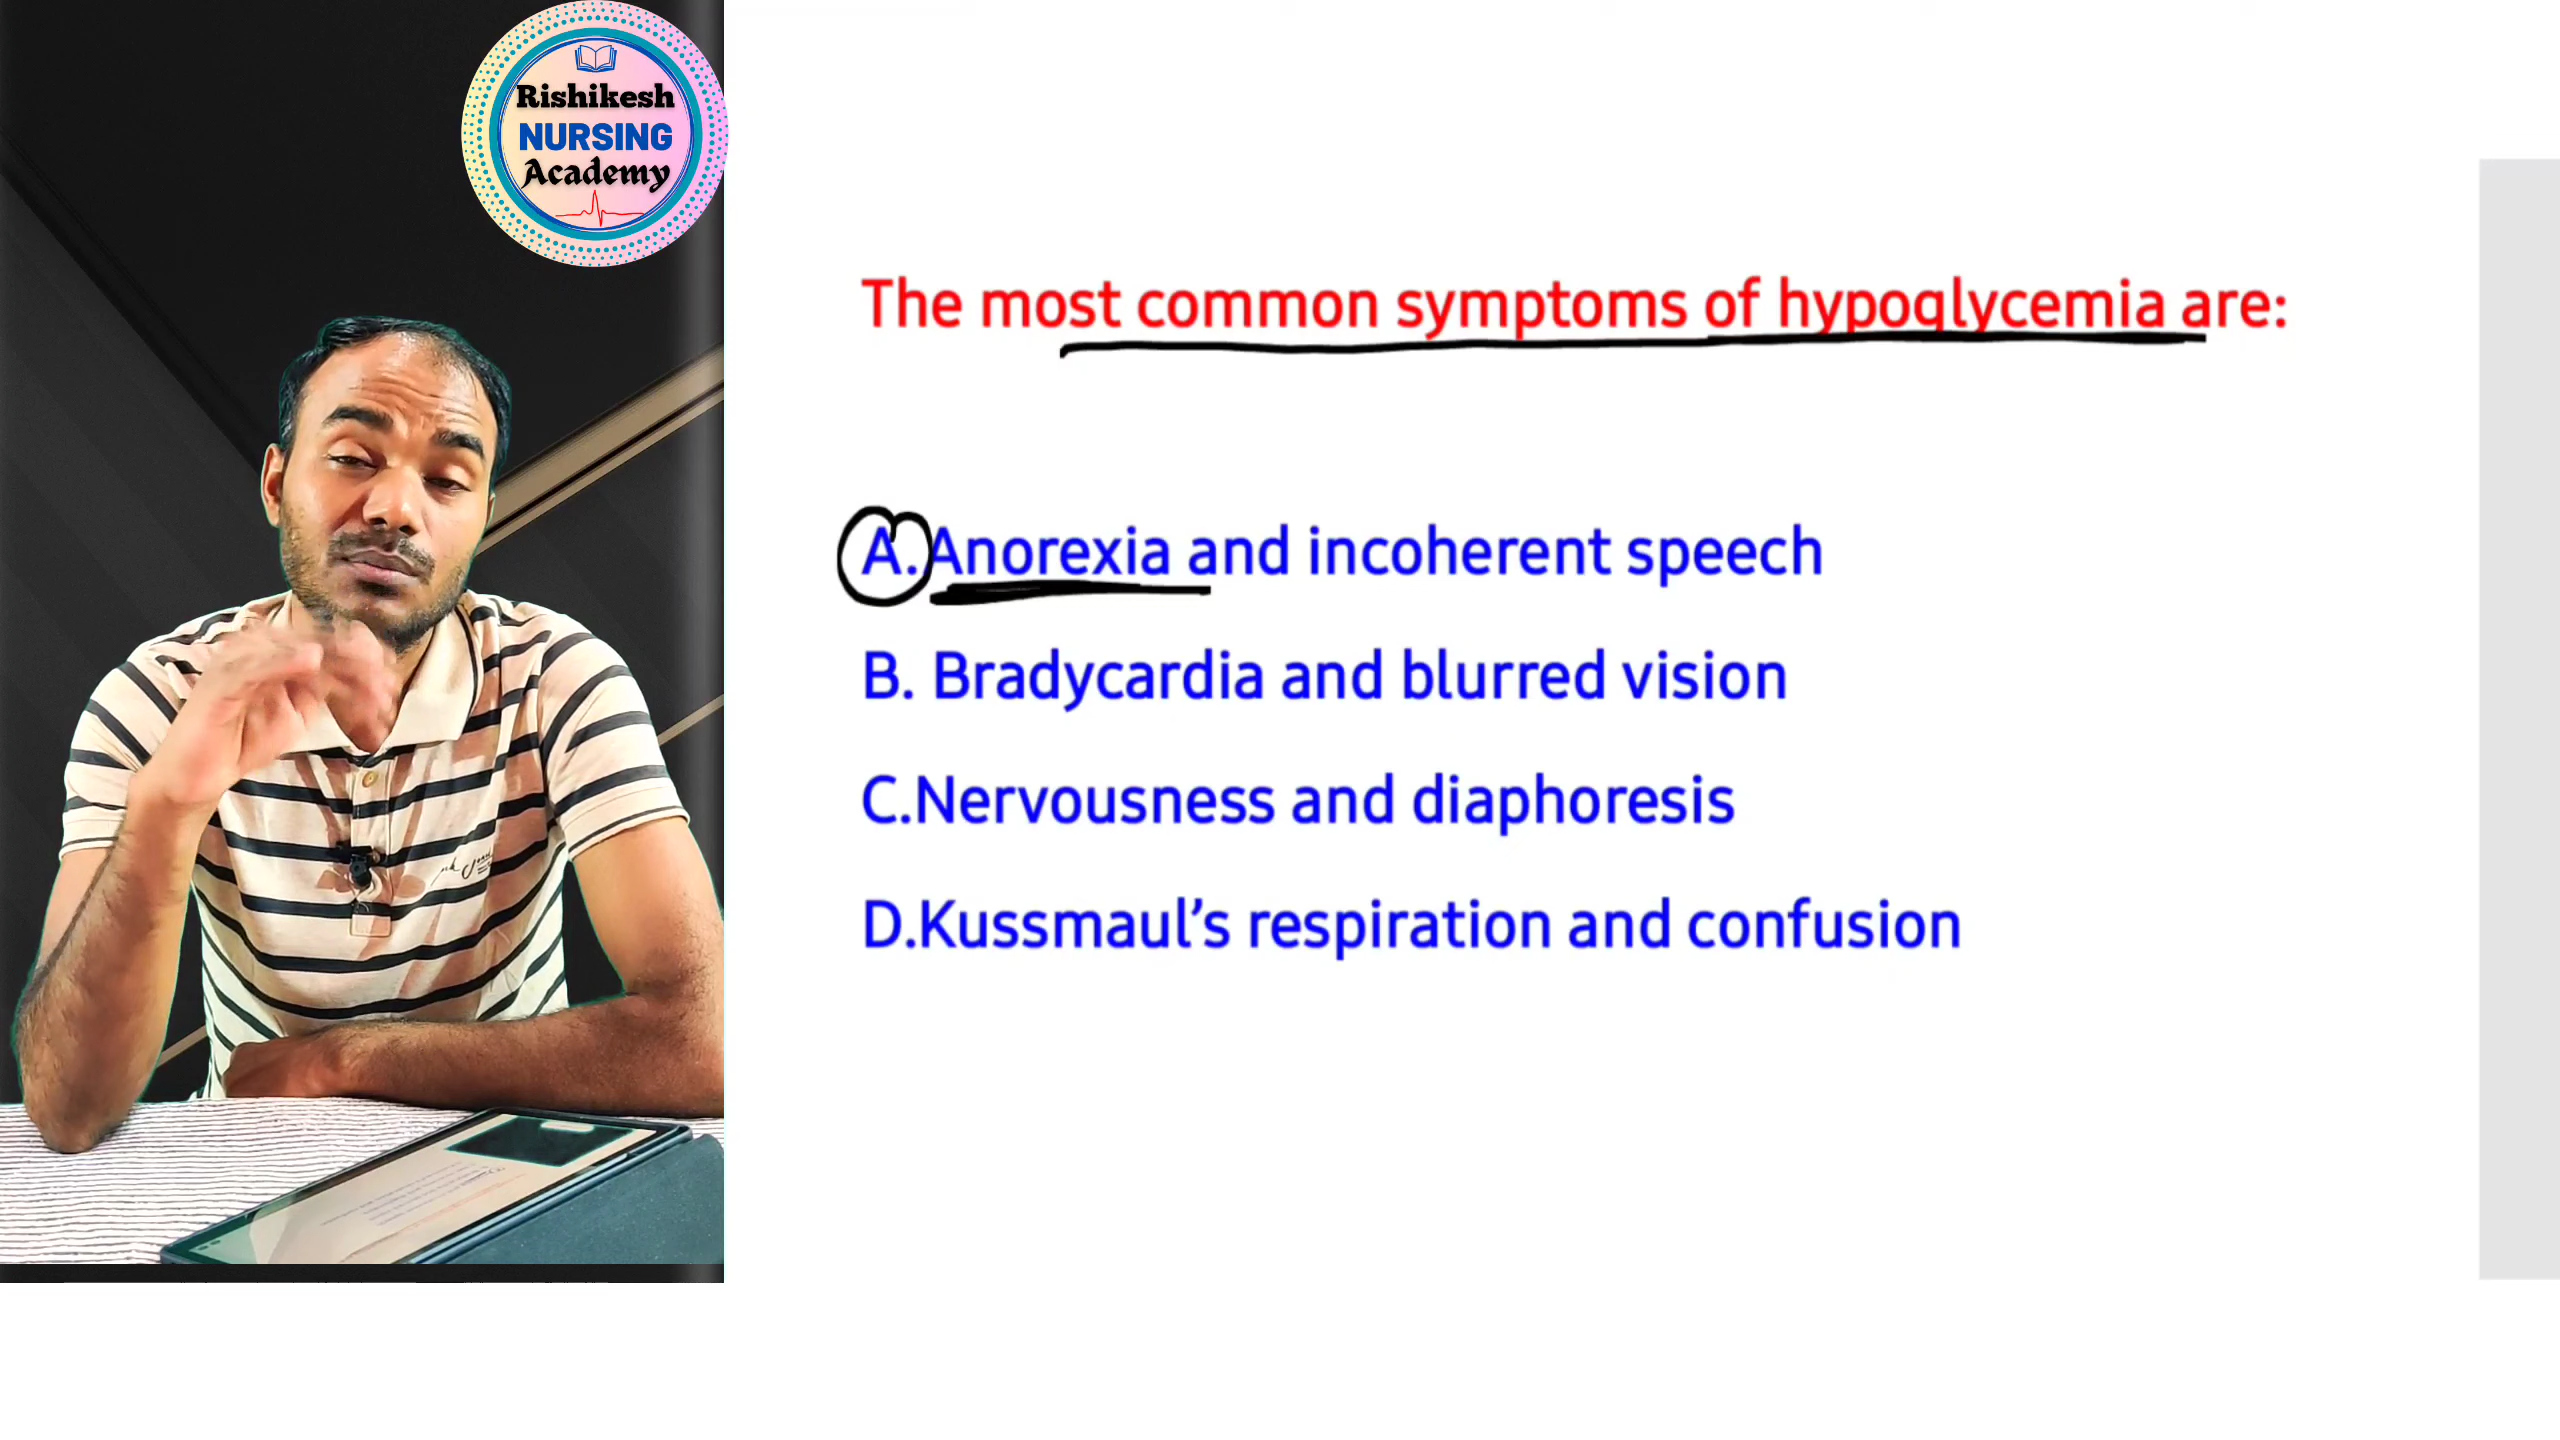 Rishikesh
NURSING
Academy
The most common symptoms of hypoglycemia are:
A. Anorexia and incoherent speech
B. Bradycardia and blurred vision
C.Nervousness and diaphoresis
D.Kussmaul’s respiration and confusion